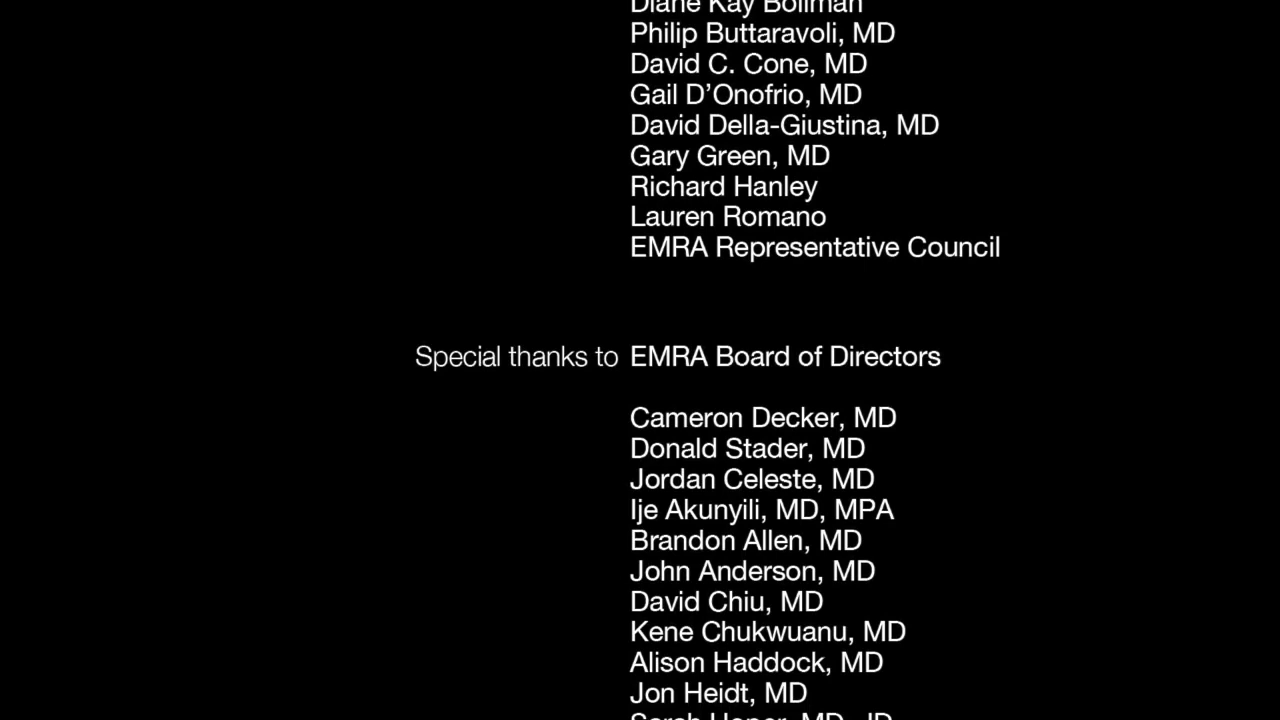 Diane Kay Bollman
Philip Buttaravoli, MD
David C. Cone, MD
Gail D’Onofrio, MD
David Della-Giustina, MD
Gary Green, MD
Richard Hanley
Lauren Romano
EMRA Representative Council
Special thanks to EMRA Board of Directors
Cameron Decker, MD
Donald Stader, MD
Jordan Celeste, MD
Ije Akunyili, MD, MPA
Brandon Allen, MD
John Anderson, MD
David Chiu, MD
Kene Chukwuanu, MD
Alison Haddock, MD
Jon Heidt, MD